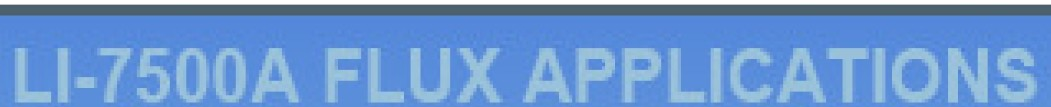 LI-7500A FLUX APPLICATIONS